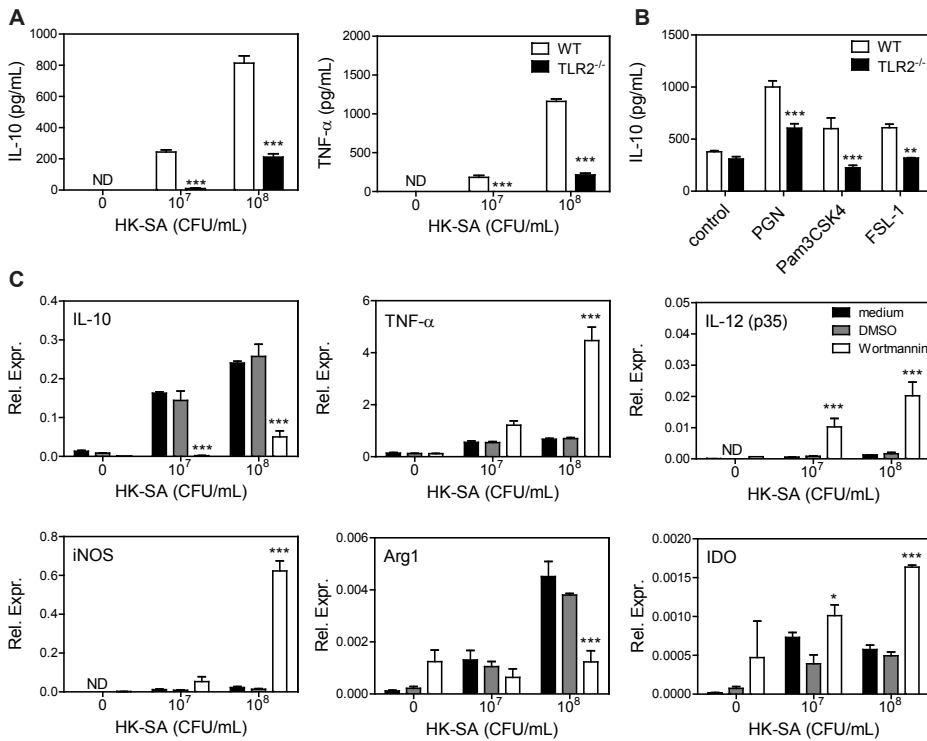 A
IL-10 (pg/mL)
1000
800
600
400
200
0
ND
***
***
0
10⁷
10⁸
HK-SA (CFU/mL)
TNF-α (pg/mL)
2000
1500
1000
500
0
WT
TLR2⁻/⁻
ND
***
***
0
10⁷
10⁸
HK-SA (CFU/mL)
B
IL-10 (pg/mL)
1500
1000
500
0
WT
TLR2⁻/⁻
***
***
**
control
PGN
Pam3CSK4
FSL-1
C
IL-10
Rel. Expr.
0.4
0.3
0.2
0.1
0.0
***
***
0
10⁷
10⁸
HK-SA (CFU/mL)
TNF-α
Rel. Expr.
6
4
2
0
***
0
10⁷
10⁸
HK-SA (CFU/mL)
IL-12 (p35)
Rel. Expr.
0.05
0.04
0.03
0.02
0.01
0.00
medium
DMSO
Wortmannin
ND
***
***
0
10⁷
10⁸
HK-SA (CFU/mL)
iNOS
Rel. Expr.
0.8
0.6
0.4
0.2
0.0
ND
***
0
10⁷
10⁸
HK-SA (CFU/mL)
Arg1
Rel. Expr.
0.006
0.004
0.002
0.000
***
0
10⁷
10⁸
HK-SA (CFU/mL)
IDO
Rel. Expr.
0.0020
0.0015
0.0010
0.0005
0.0000
*
***
0
10⁷
10⁸
HK-SA (CFU/mL)